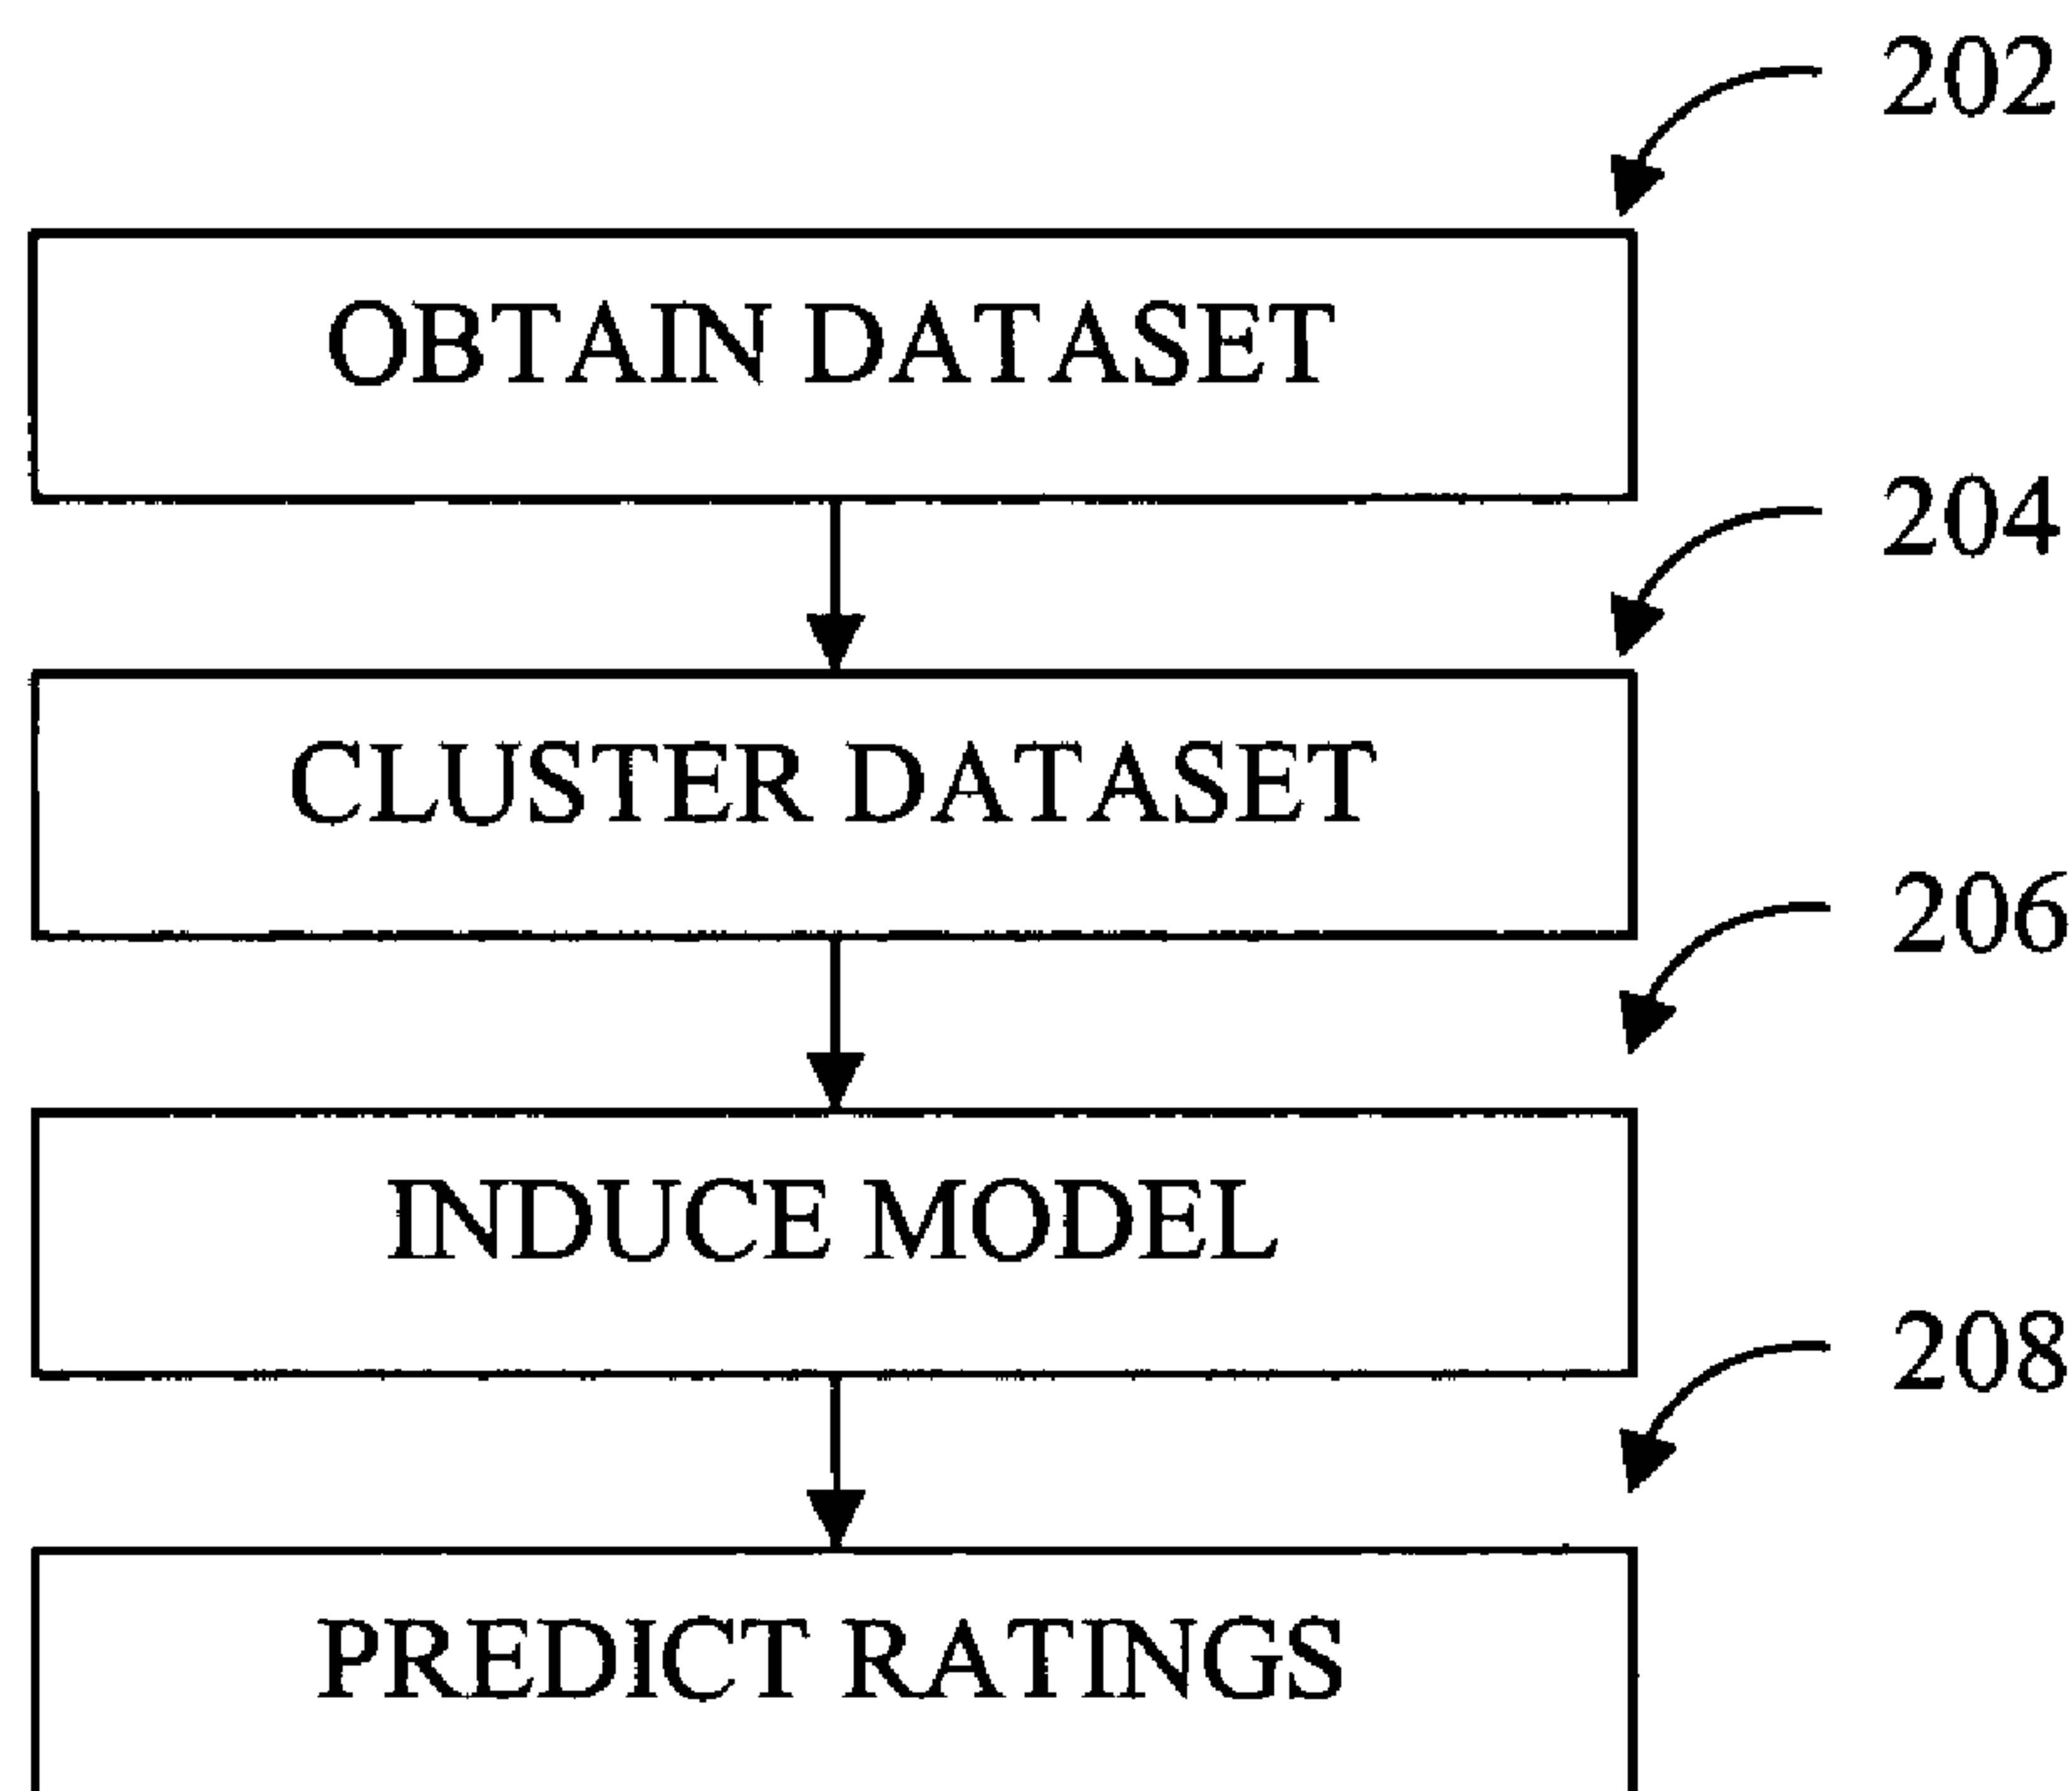 202
OBTAIN DATASET
204
CLUSTER DATASET
206
INDUCE MODEL
208
PREDICT RATINGS